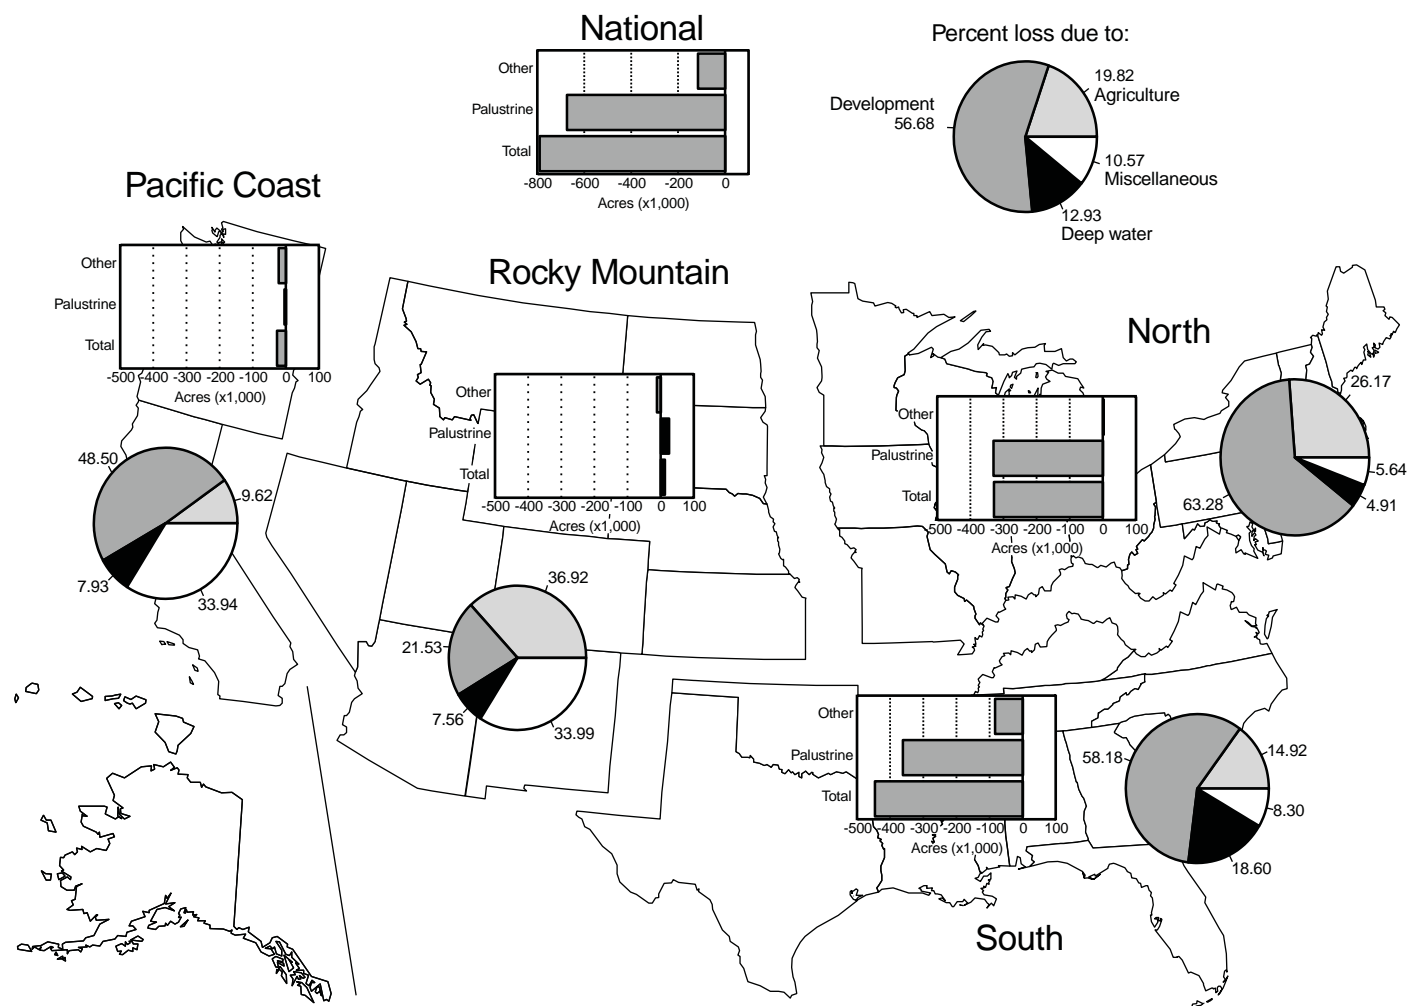 National
Other
Palustrine
Total
-800 -600 -400 -200 0
Acres (x1,000)
Percent loss due to:
19.82
Agriculture
Development
56.68
10.57
Miscellaneous
12.93
Deep water
Pacific Coast
Other
Palustrine
Total
-500 -400 -300 -200 -100 0 100
Acres (x1,000)
48.50
9.62
7.93
33.94
Rocky Mountain
Other
Palustrine
Total
-500 -400 -300 -200 -100 0 100
Acres (x1,000)
36.92
21.53
7.56
33.99
North
Other
Palustrine
Total
-500 -400 -300 -200 -100 0 100
Acres (x1,000)
26.17
5.64
4.91
63.28
South
Other
Palustrine
Total
-500 -400 -300 -200 -100 0 100
Acres (x1,000)
58.18
14.92
8.30
18.60